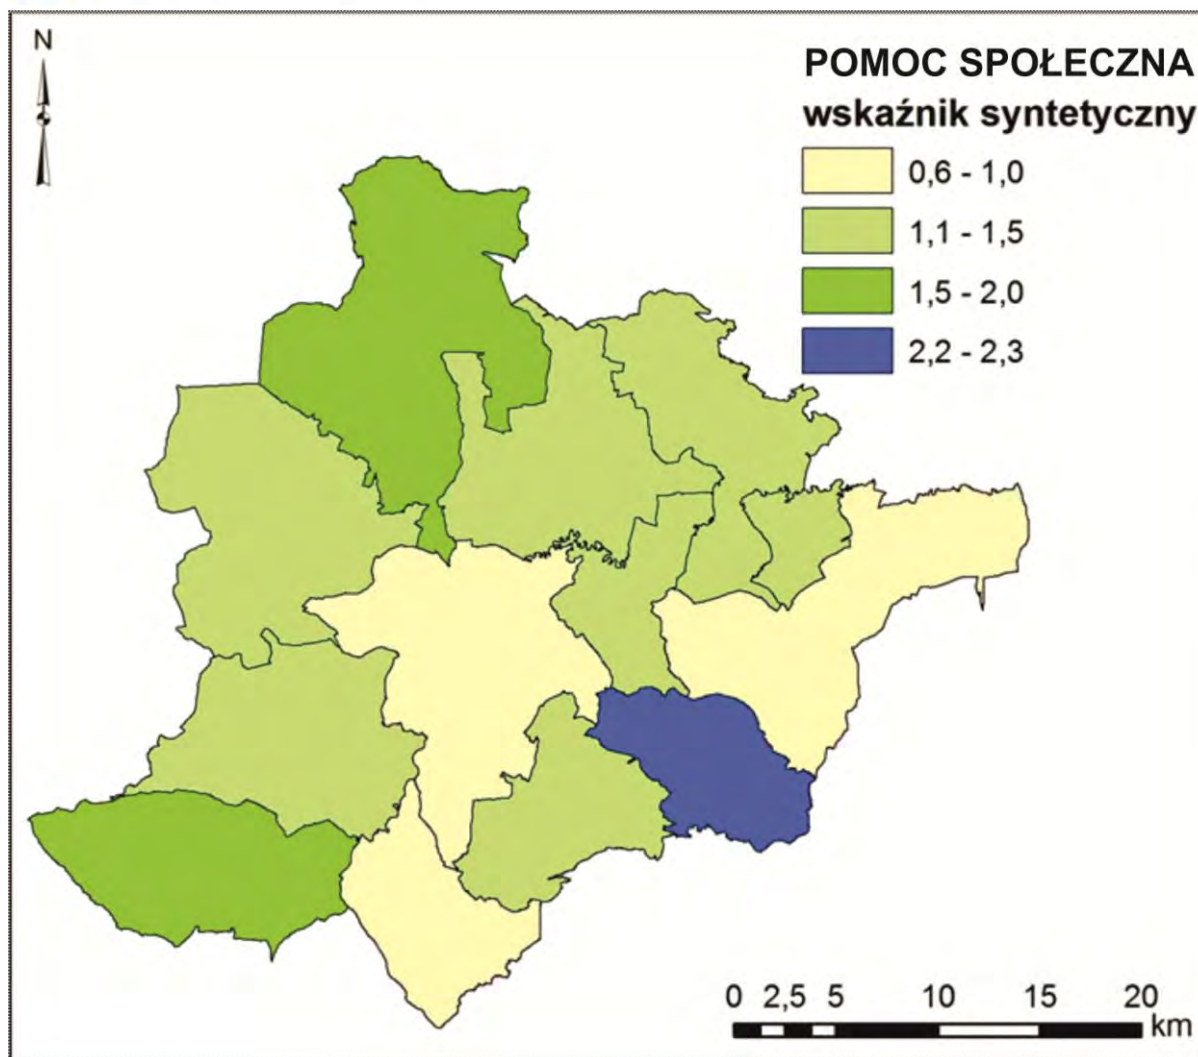 N
POMOC SPOŁECZNA
wskaźnik syntetyczny
0,6 - 1,0
1,1 - 1,5
1,5 - 2,0
2,2 - 2,3
0 2,5 5 10 15 20
km